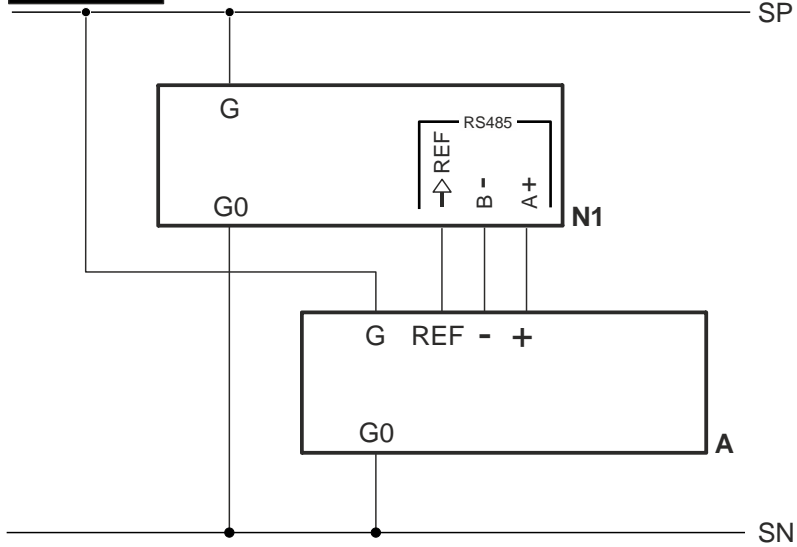 SP
G
RS485
REF
B -
A +
G0
N1
G REF - +
G0
A
SN